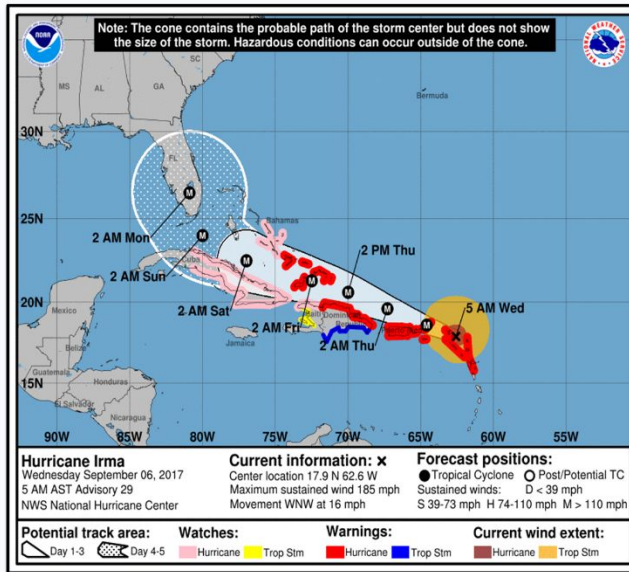 NOAA
Note: The cone contains the probable path of the storm center but does not show
the size of the storm. Hazardous conditions can occur outside of the cone.
NATIONAL WEATHER SERVICE
SC
MS
AL
GA
Bermuda
30N
FL
25N
2 AM Mon
Bahamas
2 PM Thu
2 AM Sun
Cuba
5 AM Wed
20N
Mexico
2 AM Sat
2 AM Fri
Haiti
Dominican
2 AM Thu
Jamaica
Belize
15N
Guatemala
Honduras
El Salvador
Nicaragua
90W
85W
80W
75W
70W
65W
60W
55W
M
M
M
M
M
M
M
Hurricane Irma
Wednesday September 06, 2017
5 AM AST Advisory 29
NWS National Hurricane Center
Current information: ×
Center location 17.9 N 62.6 W
Maximum sustained wind 185 mph
Movement WNW at 16 mph
Forecast positions:
Tropical Cyclone Post/Potential TC
Sustained winds: D < 39 mph
S 39-73 mph H 74-110 mph M > 110 mph
Potential track area:
Day 1-3 Day 4-5
Watches:
Hurricane Trop Stm
Warnings:
Hurricane Trop Stm
Current wind extent:
Hurricane Trop Stm